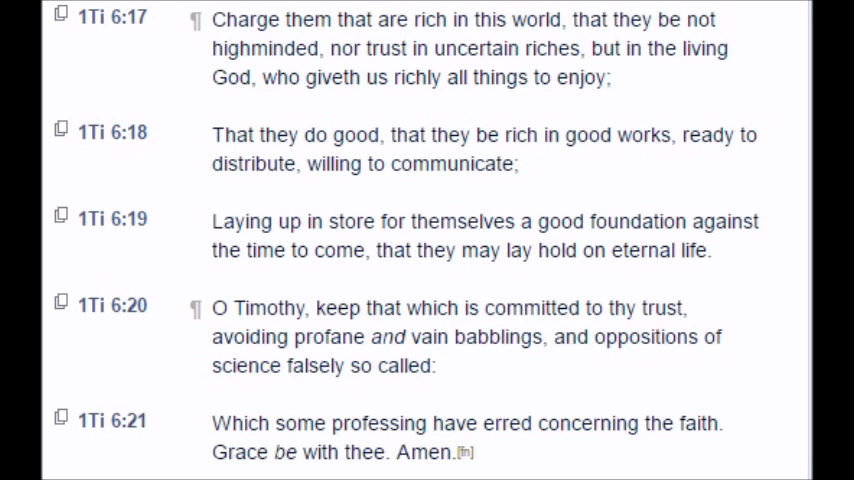 1Ti 6:17 ¶ Charge them that are rich in this world, that they be not
highminded, nor trust in uncertain riches, but in the living
God, who giveth us richly all things to enjoy;
1Ti 6:18 That they do good, that they be rich in good works, ready to
distribute, willing to communicate;
1Ti 6:19 Laying up in store for themselves a good foundation against
the time to come, that they may lay hold on eternal life.
1Ti 6:20 ¶ O Timothy, keep that which is committed to thy trust,
avoiding profane and vain babblings, and oppositions of
science falsely so called:
1Ti 6:21 Which some professing have erred concerning the faith.
Grace be with thee. Amen.[fn]